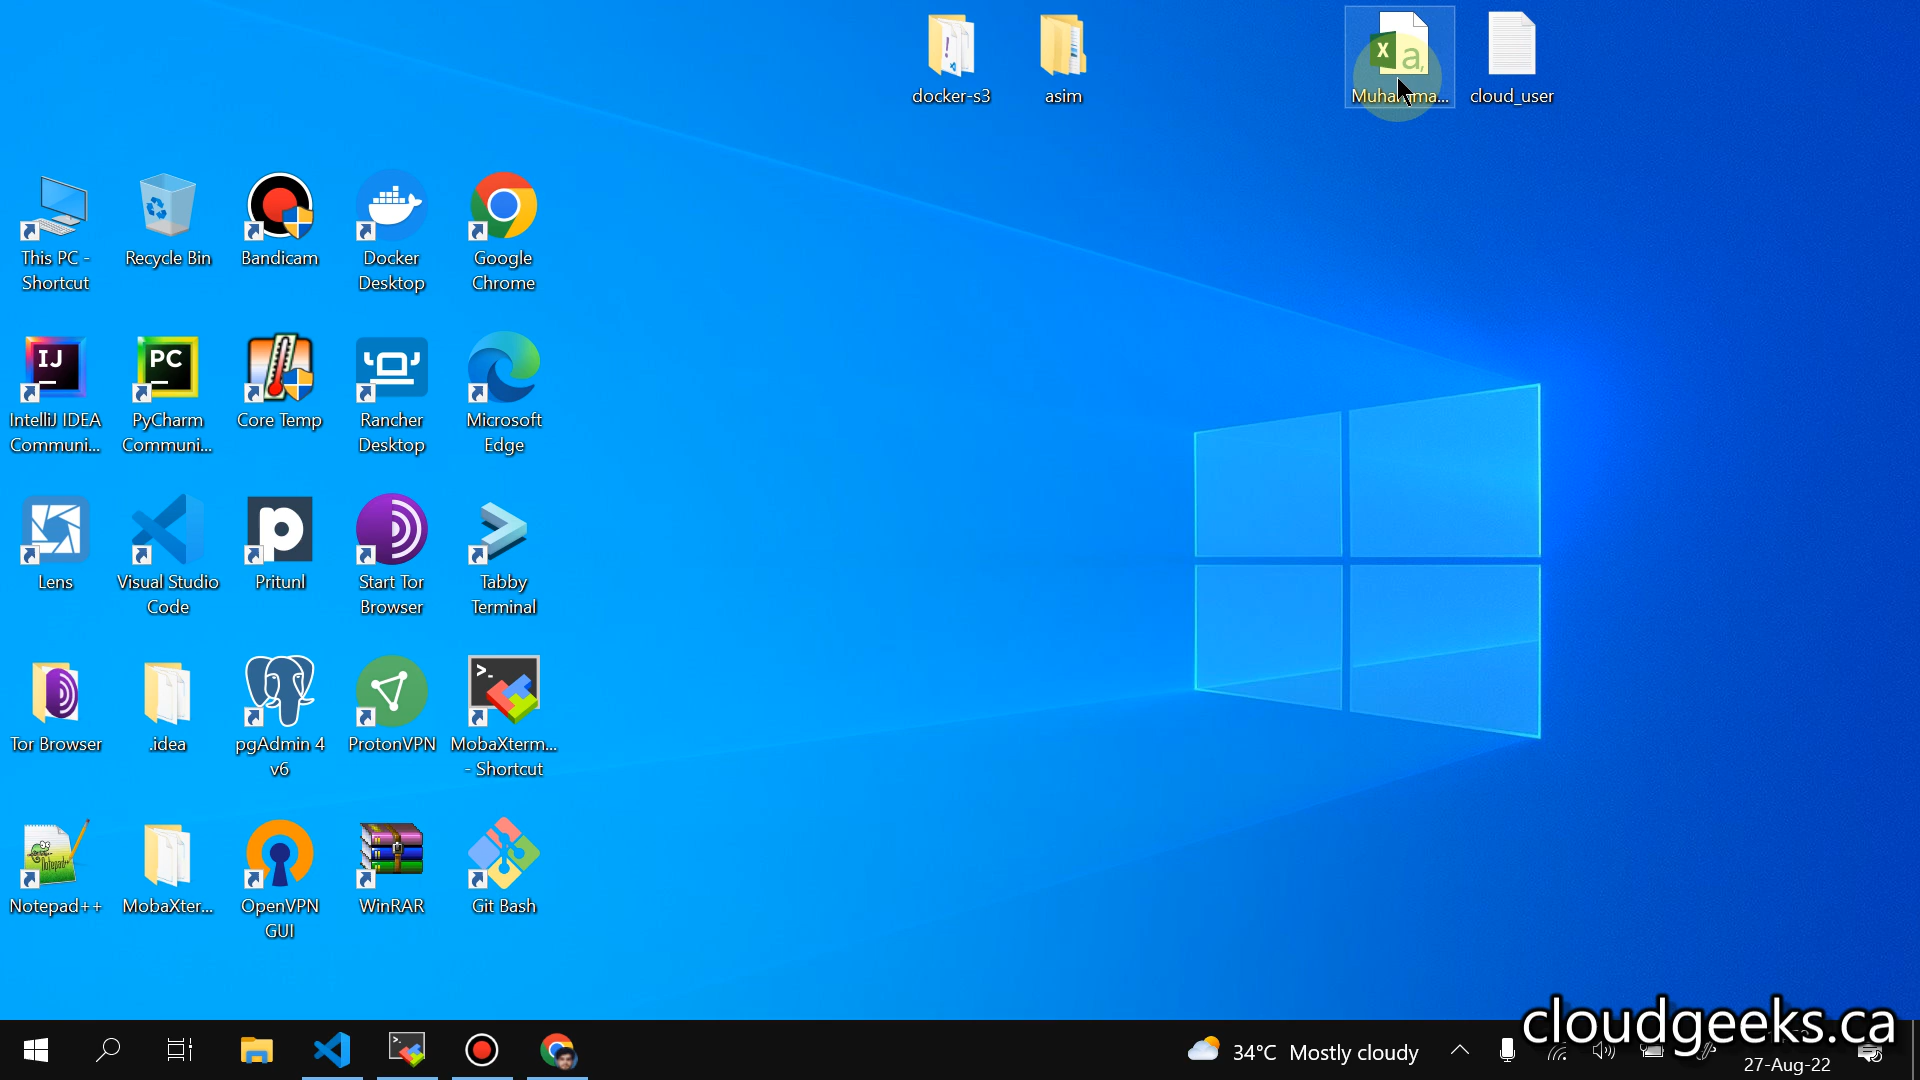 docker-s3
asim
Muhamma...
cloud_user
This PC -
Shortcut
Recycle Bin
Bandicam
Docker
Desktop
Google
Chrome
IJ
IntelliJ IDEA
Communi...
PC
PyCharm
Communi...
Core Temp
Rancher
Desktop
Microsoft
Edge
Lens
Visual Studio
Code
Pritunl
Start Tor
Browser
Tabby
Terminal
Tor Browser
.idea
pgAdmin 4
v6
ProtonVPN
MobaXterm...
- Shortcut
Notepad++
MobaXter...
OpenVPN
GUI
WinRAR
Git Bash
cloudgeeks.ca
34°C Mostly cloudy
27-Aug-22